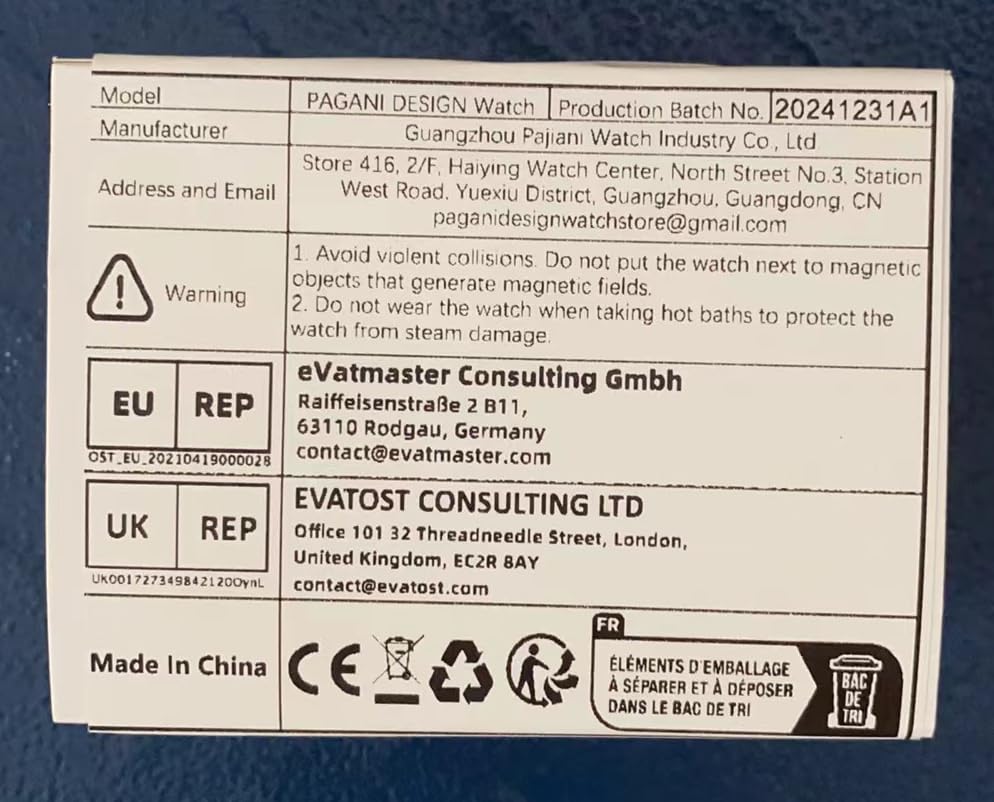 Model PAGANI DESIGN Watch Production Batch No. 20241231A1
Manufacturer Guangzhou Pajiani Watch Industry Co., Ltd
Address and Email
Store 416, 2/F, Haiying Watch Center, North Street No.3, Station
West Road, Yuexiu District, Guangzhou, Guangdong, CN
paganidesignwatchstore@gmail.com
Warning
1. Avoid violent collisions. Do not put the watch next to magnetic
objects that generate magnetic fields.
2. Do not wear the watch when taking hot baths to protect the
watch from steam damage.
EU REP
OST_EU_20210419000028
eVatmaster Consulting Gmbh
Raiffeisenstraße 2 B11,
63110 Rodgau, Germany
contact@evatmaster.com
UK REP
UK001727349842120OynL
EVATOST CONSULTING LTD
Office 101 32 Threadneedle Street, London,
United Kingdom, EC2R 8AY
contact@evatost.com
Made In China
CE
FR
ÉLÉMENTS D'EMBALLAGE
À SÉPARER ET À DÉPOSER
DANS LE BAC DE TRI
BAC
DE
TRI